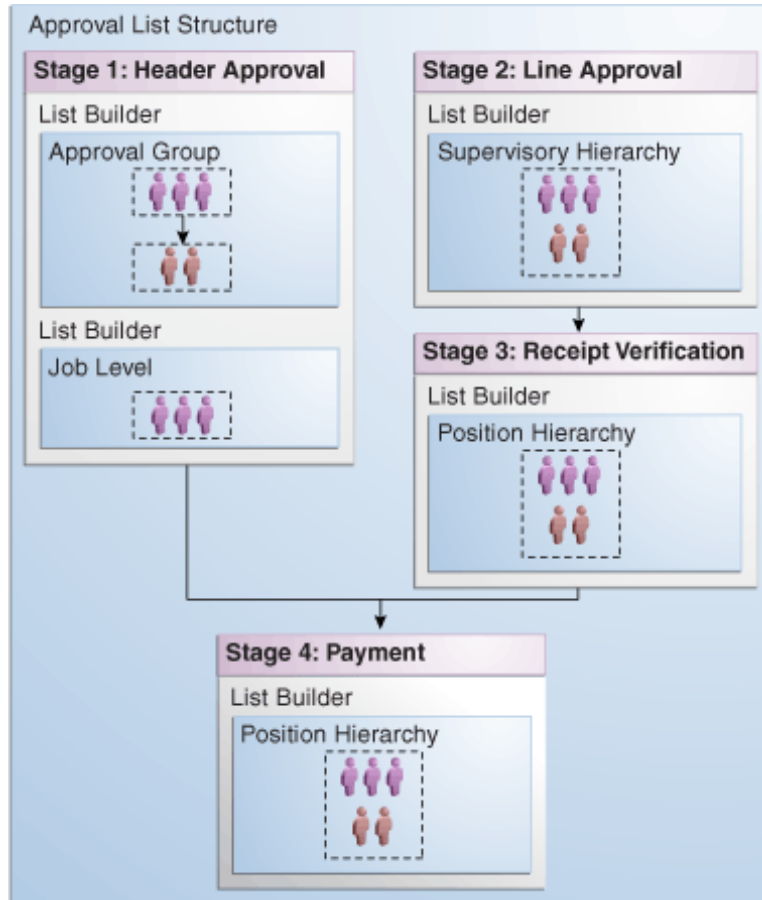 Approval List Structure
Stage 1: Header Approval
List Builder
Approval Group
List Builder
Job Level
Stage 2: Line Approval
List Builder
Supervisory Hierarchy
Stage 3: Receipt Verification
List Builder
Position Hierarchy
Stage 4: Payment
List Builder
Position Hierarchy